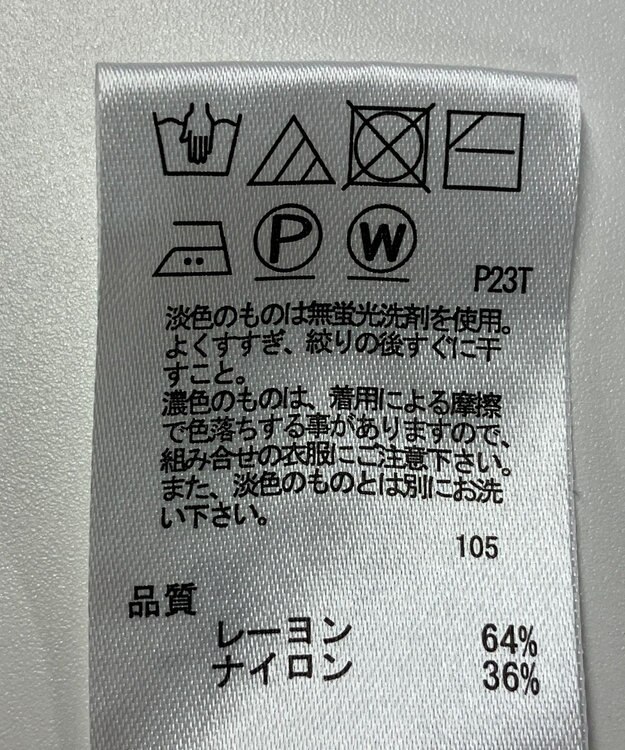 P W
P23T
淡色のものは無蛍光洗剤を使用。
よくすすぎ、絞りの後すぐに干
すこと。
濃色のものは、着用による摩擦
で色落ちする事がありますので、
組み合せの衣服にご注意下さい。
また、淡色のものとは別にお洗
い下さい。
105
品質
レーヨン 64%
ナイロン 36%